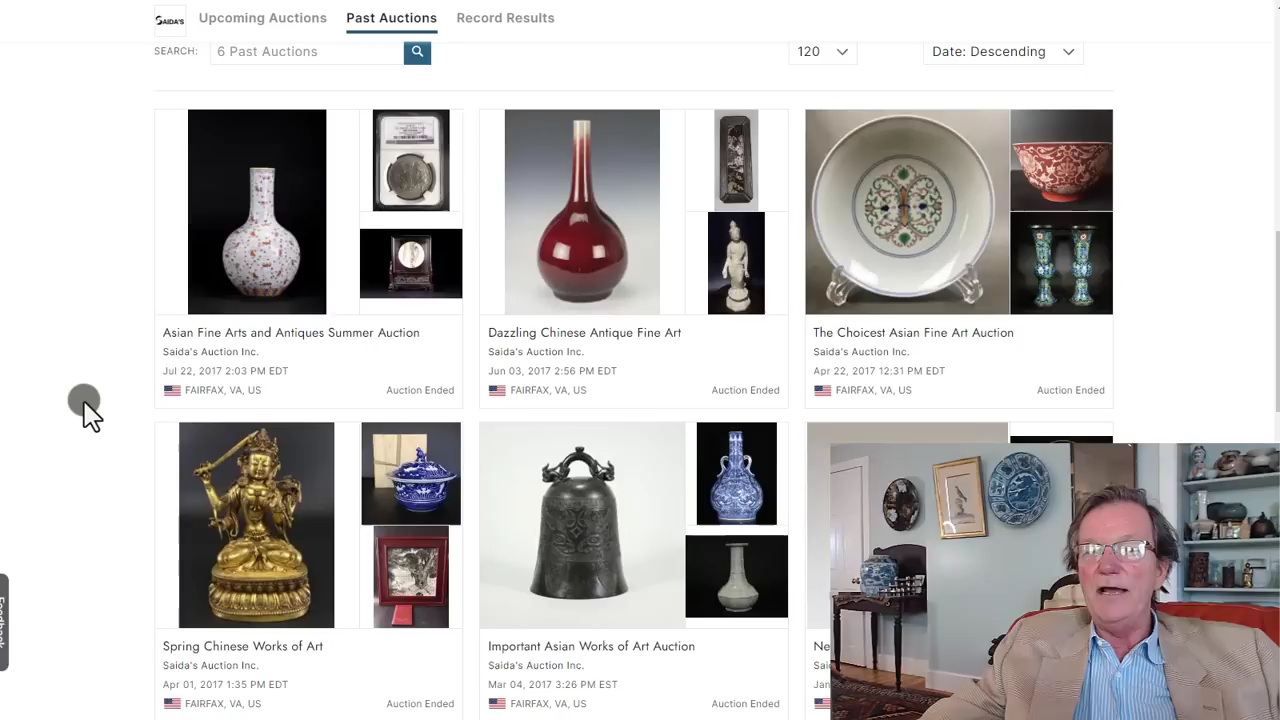 SAIDA'S
Upcoming Auctions
Past Auctions
Record Results
SEARCH:
6 Past Auctions
120
Date: Descending
Asian Fine Arts and Antiques Summer Auction
Saida's Auction Inc.
Jul 22, 2017 2:03 PM EDT
FAIRFAX, VA, US
Auction Ended
Dazzling Chinese Antique Fine Art
Saida's Auction Inc.
Jun 03, 2017 2:56 PM EDT
FAIRFAX, VA, US
Auction Ended
The Choicest Asian Fine Art Auction
Saida's Auction Inc.
Apr 22, 2017 12:31 PM EDT
FAIRFAX, VA, US
Auction Ended
Spring Chinese Works of Art
Saida's Auction Inc.
Apr 01, 2017 1:35 PM EDT
FAIRFAX, VA, US
Auction Ended
Important Asian Works of Art Auction
Saida's Auction Inc.
Mar 04, 2017 3:26 PM EST
FAIRFAX, VA, US
Auction Ended
Ne
Sai
Jan
Feedback